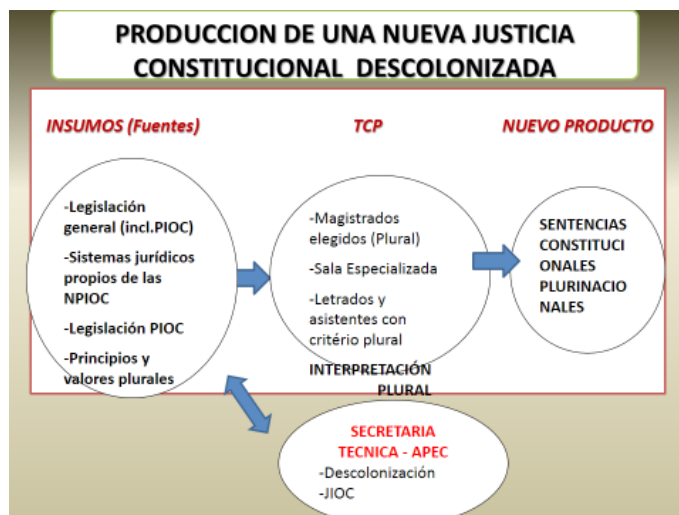 PRODUCCION DE UNA NUEVA JUSTICIA
CONSTITUCIONAL DESCOLONIZADA
INSUMOS (Fuentes)
-Legislación
general (incl.PIOC)
-Sistemas jurídicos
propios de las
NPIOC
-Legislación PIOC
-Principios y
valores plurales
TCP
-Magistrados
elegidos (Plural)
-Sala Especializada
-Letrados y
asistentes con
critério plural
INTERPRETACIÓN
PLURAL
NUEVO PRODUCTO
SENTENCIAS
CONSTITUCI
ONALES
PLURINACIO
NALES
SECRETARIA
TECNICA - APEC
-Descolonización
-JIOC